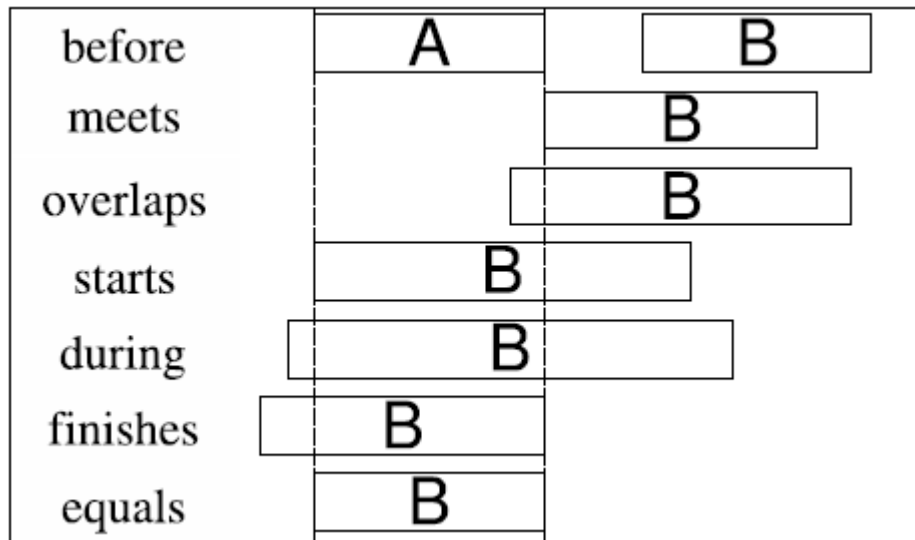 before A B
meets B
overlaps B
starts B
during B
finishes B
equals B